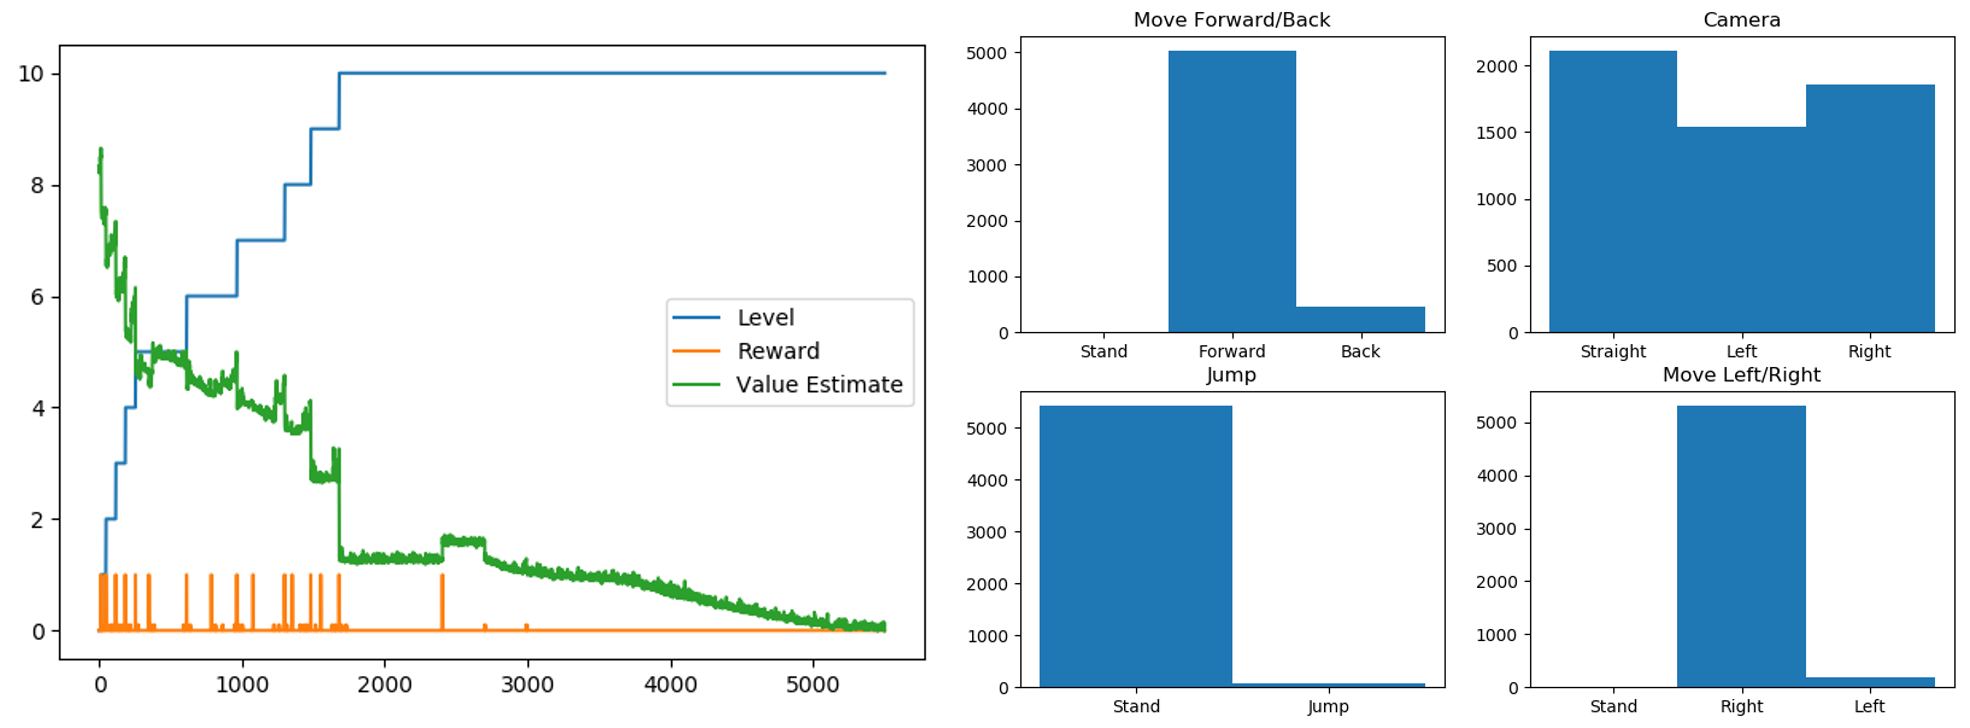 10
8
6
4
2
0
0 1000 2000 3000 4000 5000
Level
Reward
Value Estimate
Move Forward/Back
5000
4000
3000
2000
1000
0
Stand Forward Back
Camera
2000
1500
1000
500
0
Straight Left Right
Jump
5000
4000
3000
2000
1000
0
Stand Jump
Move Left/Right
5000
4000
3000
2000
1000
0
Stand Right Left